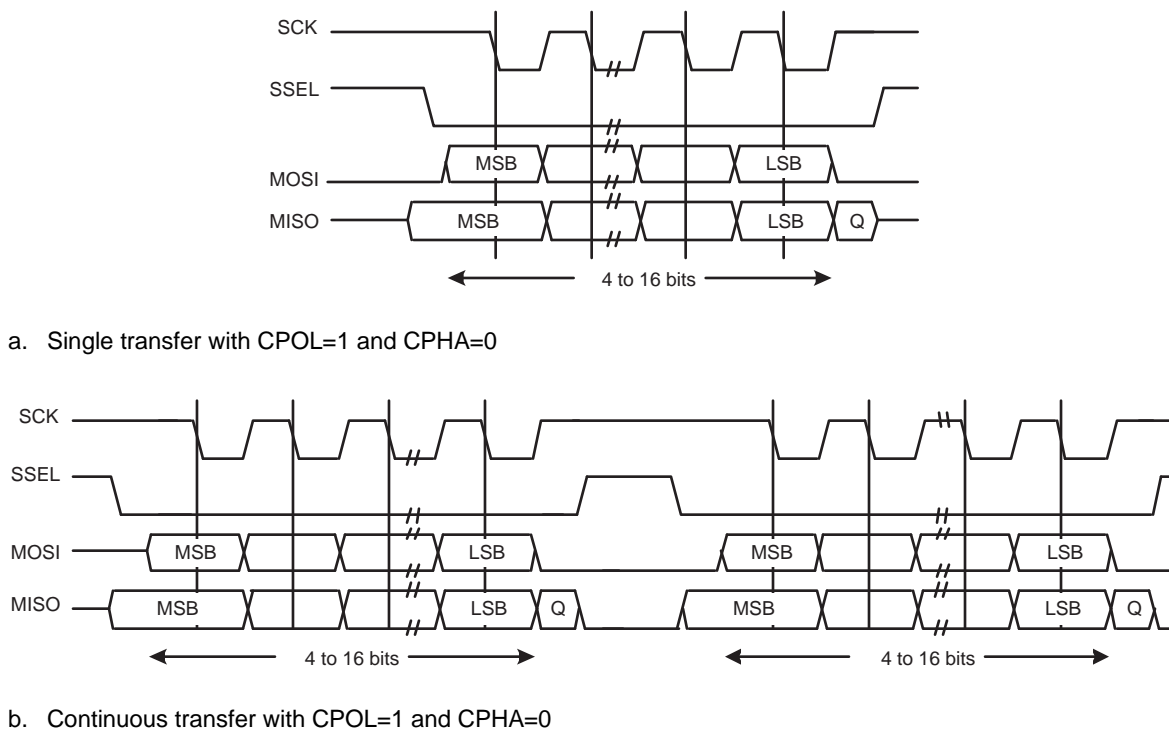 SCK
SSEL
MOSI MSB LSB
MISO MSB LSB Q
4 to 16 bits
a. Single transfer with CPOL=1 and CPHA=0
SCK
SSEL
MOSI MSB LSB MSB LSB
MISO MSB LSB Q MSB LSB Q
4 to 16 bits 4 to 16 bits
b. Continuous transfer with CPOL=1 and CPHA=0